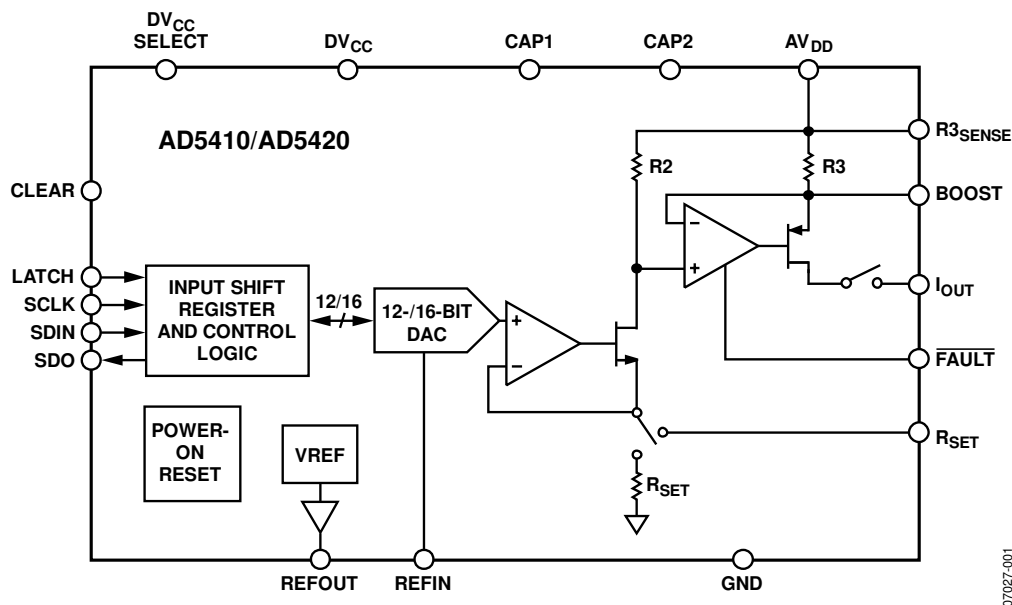 DVCC
SELECT
DVCC
CAP1
CAP2
AVDD
AD5410/AD5420
R3SENSE
R2
R3
CLEAR
BOOST
LATCH
SCLK
SDIN
SDO
INPUT SHIFT
REGISTER
AND CONTROL
LOGIC
12/16
12-/16-BIT
DAC
+
–
–
+
IOUT
FAULT
POWER-
ON
RESET
VREF
RSET
RSET
REFOUT
REFIN
GND
07027-001